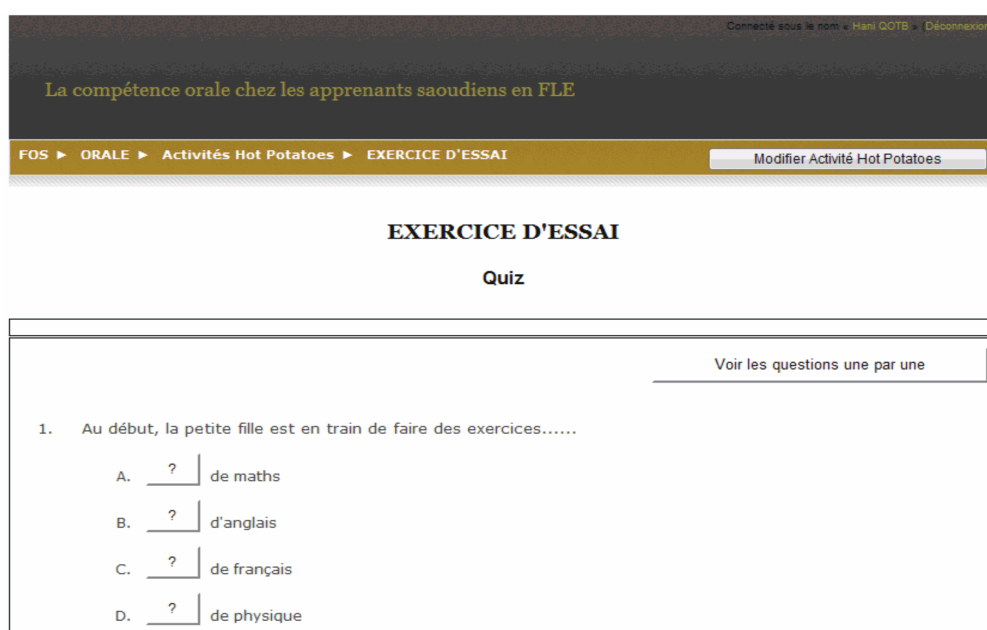 Connecté sous le nom « Hani QOTB » (Déconnexion
La compétence orale chez les apprenants saoudiens en FLE
FOS ► ORALE ► Activités Hot Potatoes ► EXERCICE D'ESSAI
Modifier Activité Hot Potatoes
EXERCICE D'ESSAI
Quiz
Voir les questions une par une
1. Au début, la petite fille est en train de faire des exercices......
A. ? de maths
B. ? d'anglais
C. ? de français
D. ? de physique